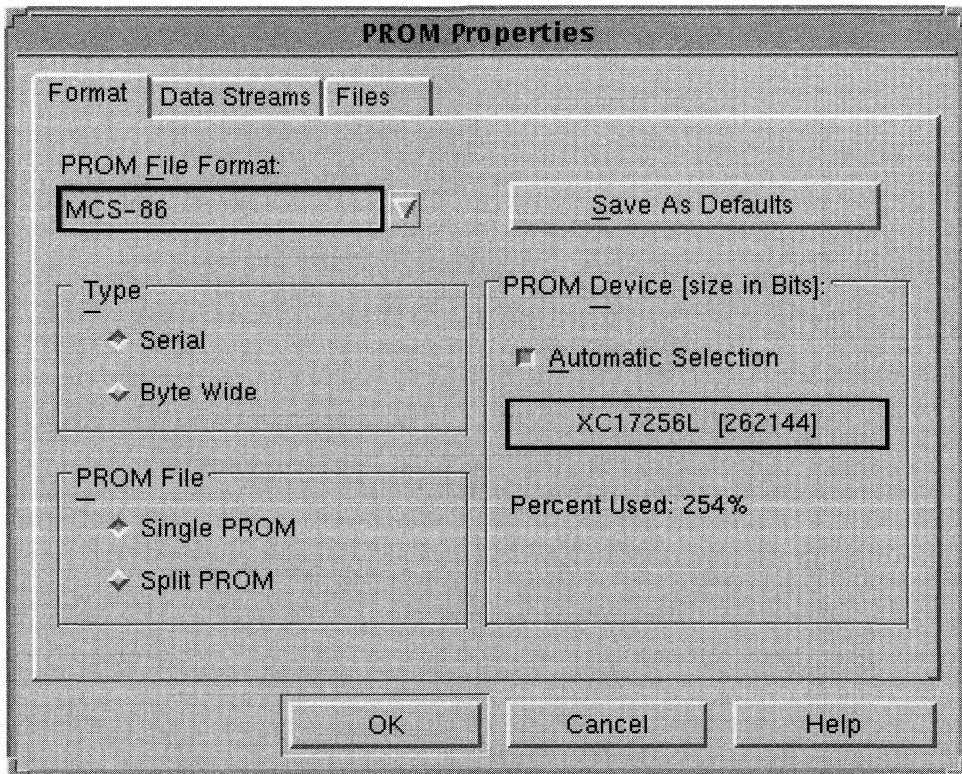 PROM Properties
Format
Data Streams
Files
PROM File Format:
MCS-86
Save As Defaults
Type
Serial
Byte Wide
PROM File
Single PROM
Split PROM
PROM Device [size in Bits]:
Automatic Selection
XC17256L [262144]
Percent Used: 254%
OK
Cancel
Help